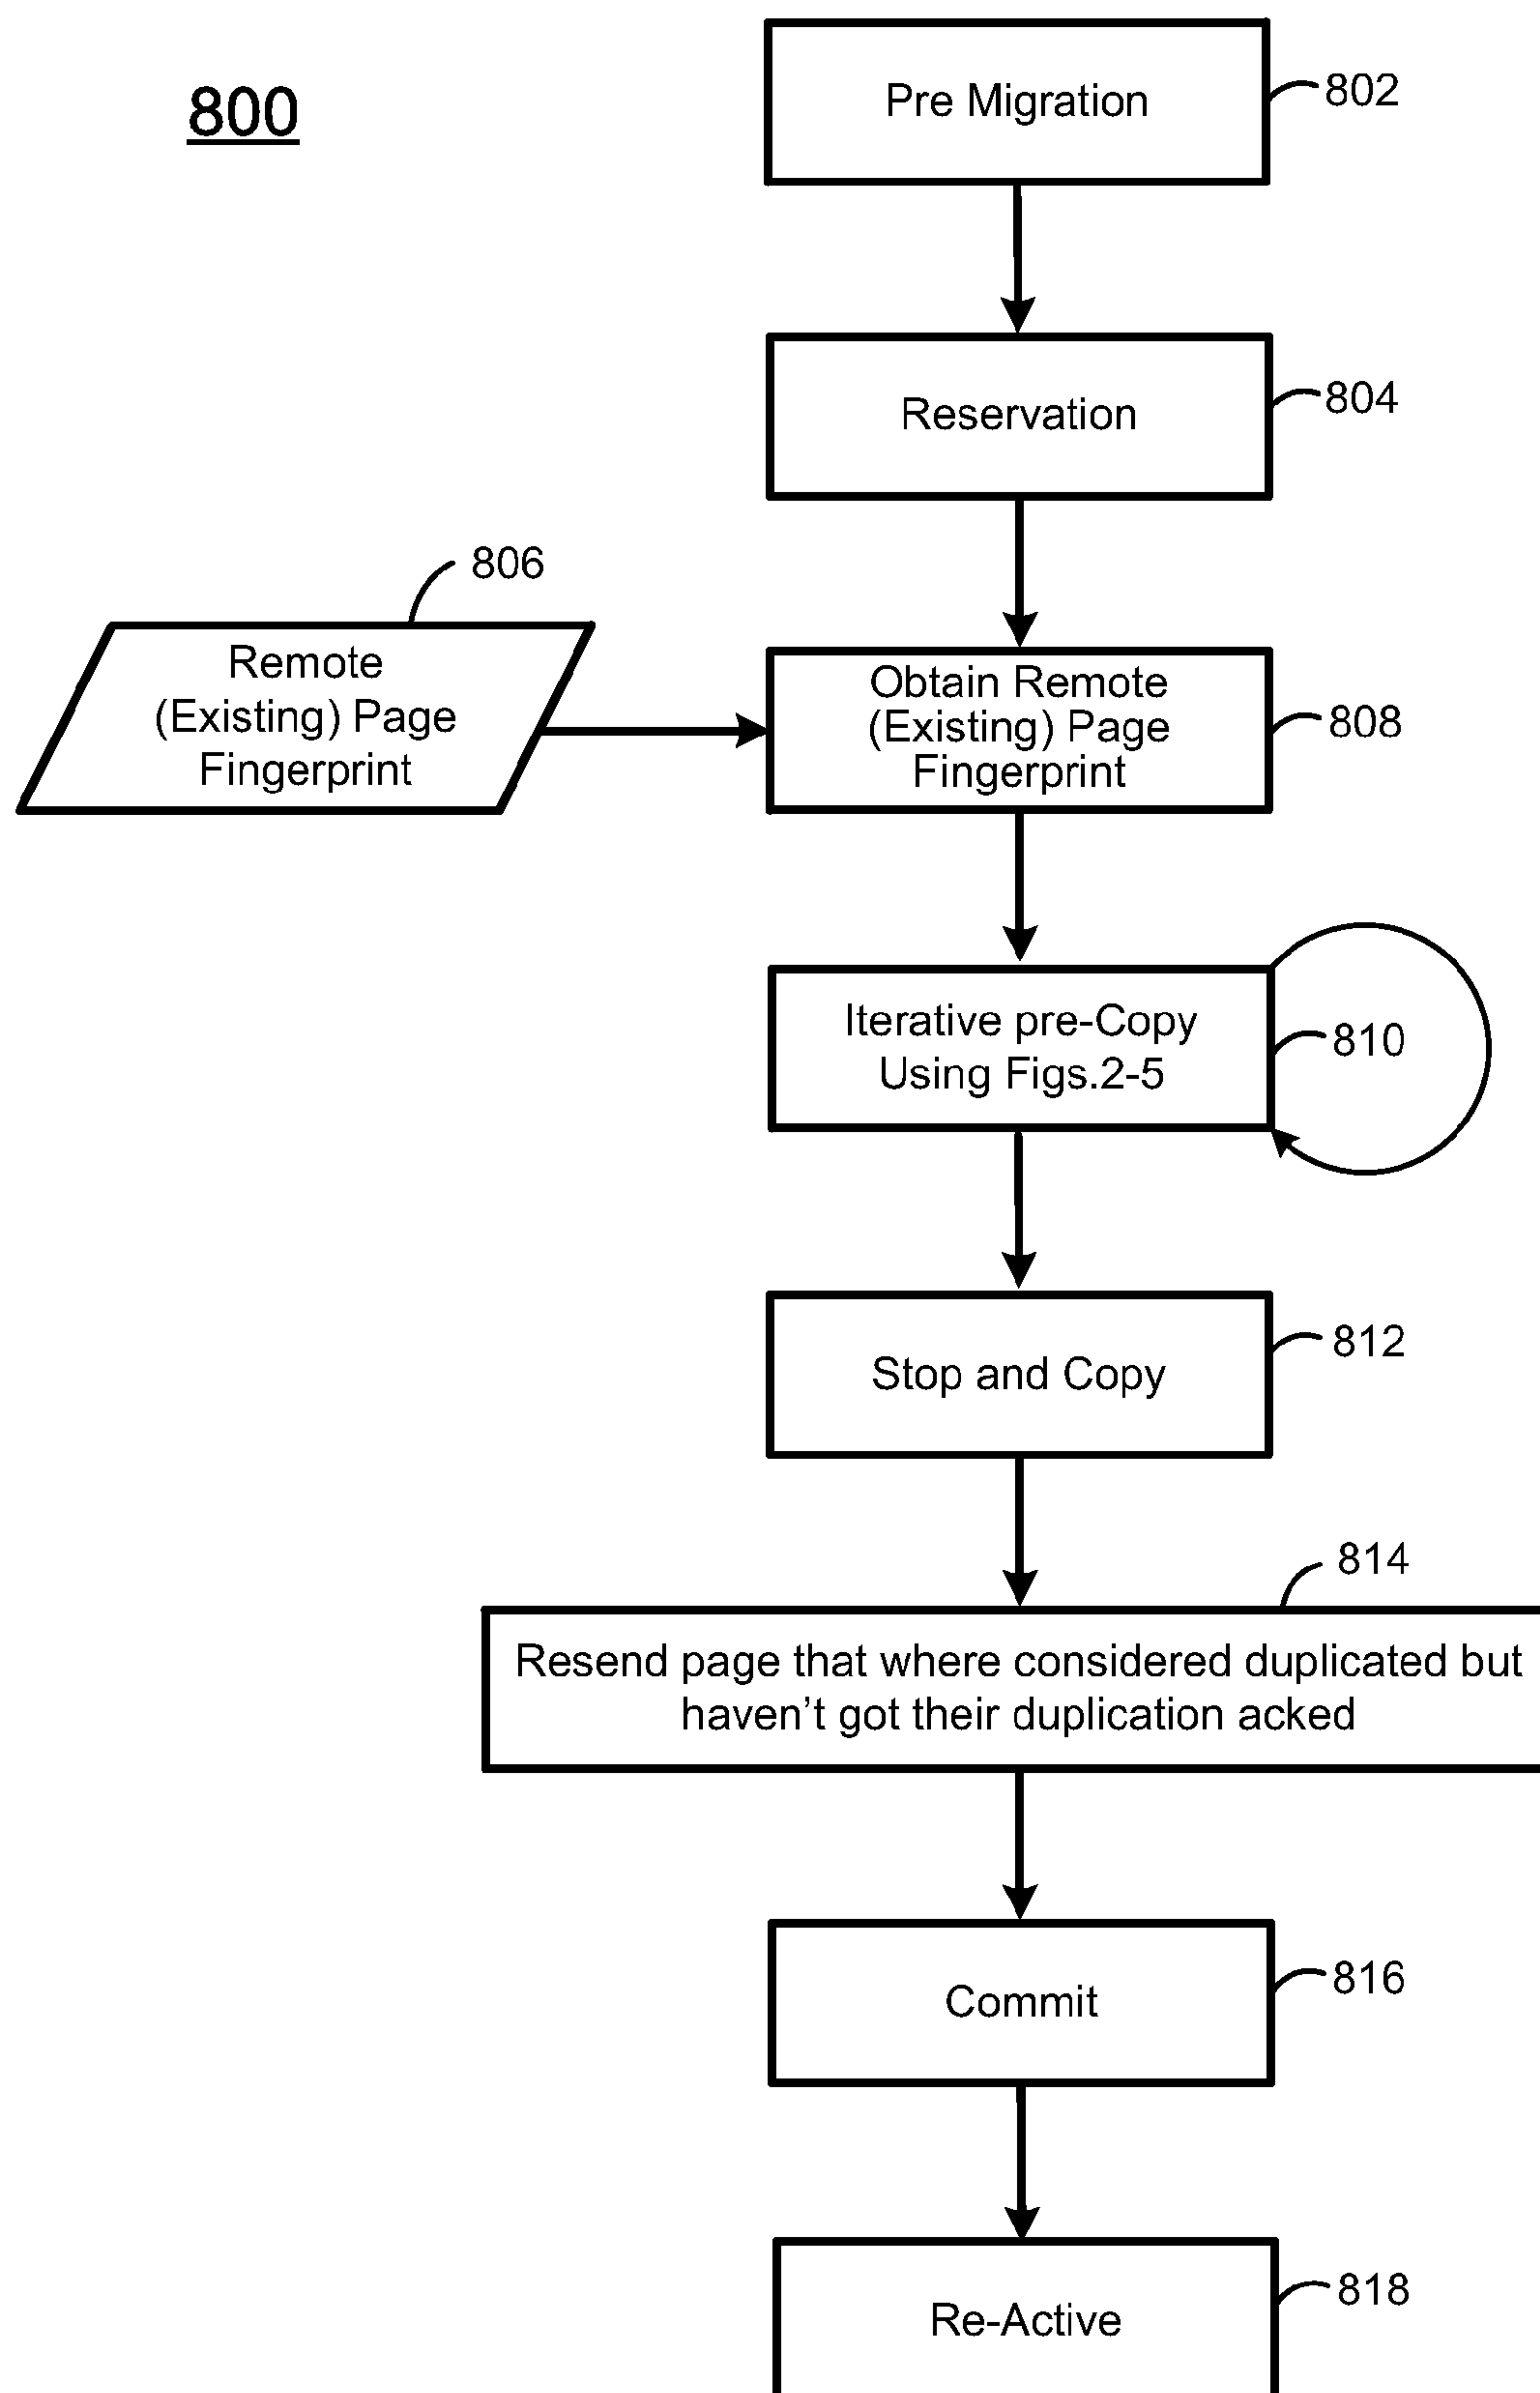 800
Pre Migration
802
Reservation
804
806
Remote
(Existing) Page
Fingerprint
Obtain Remote
(Existing) Page
Fingerprint
808
Iterative pre-Copy
Using Figs.2-5
810
Stop and Copy
812
814
Resend page that where considered duplicated but
haven't got their duplication acked
Commit
816
Re-Active
818